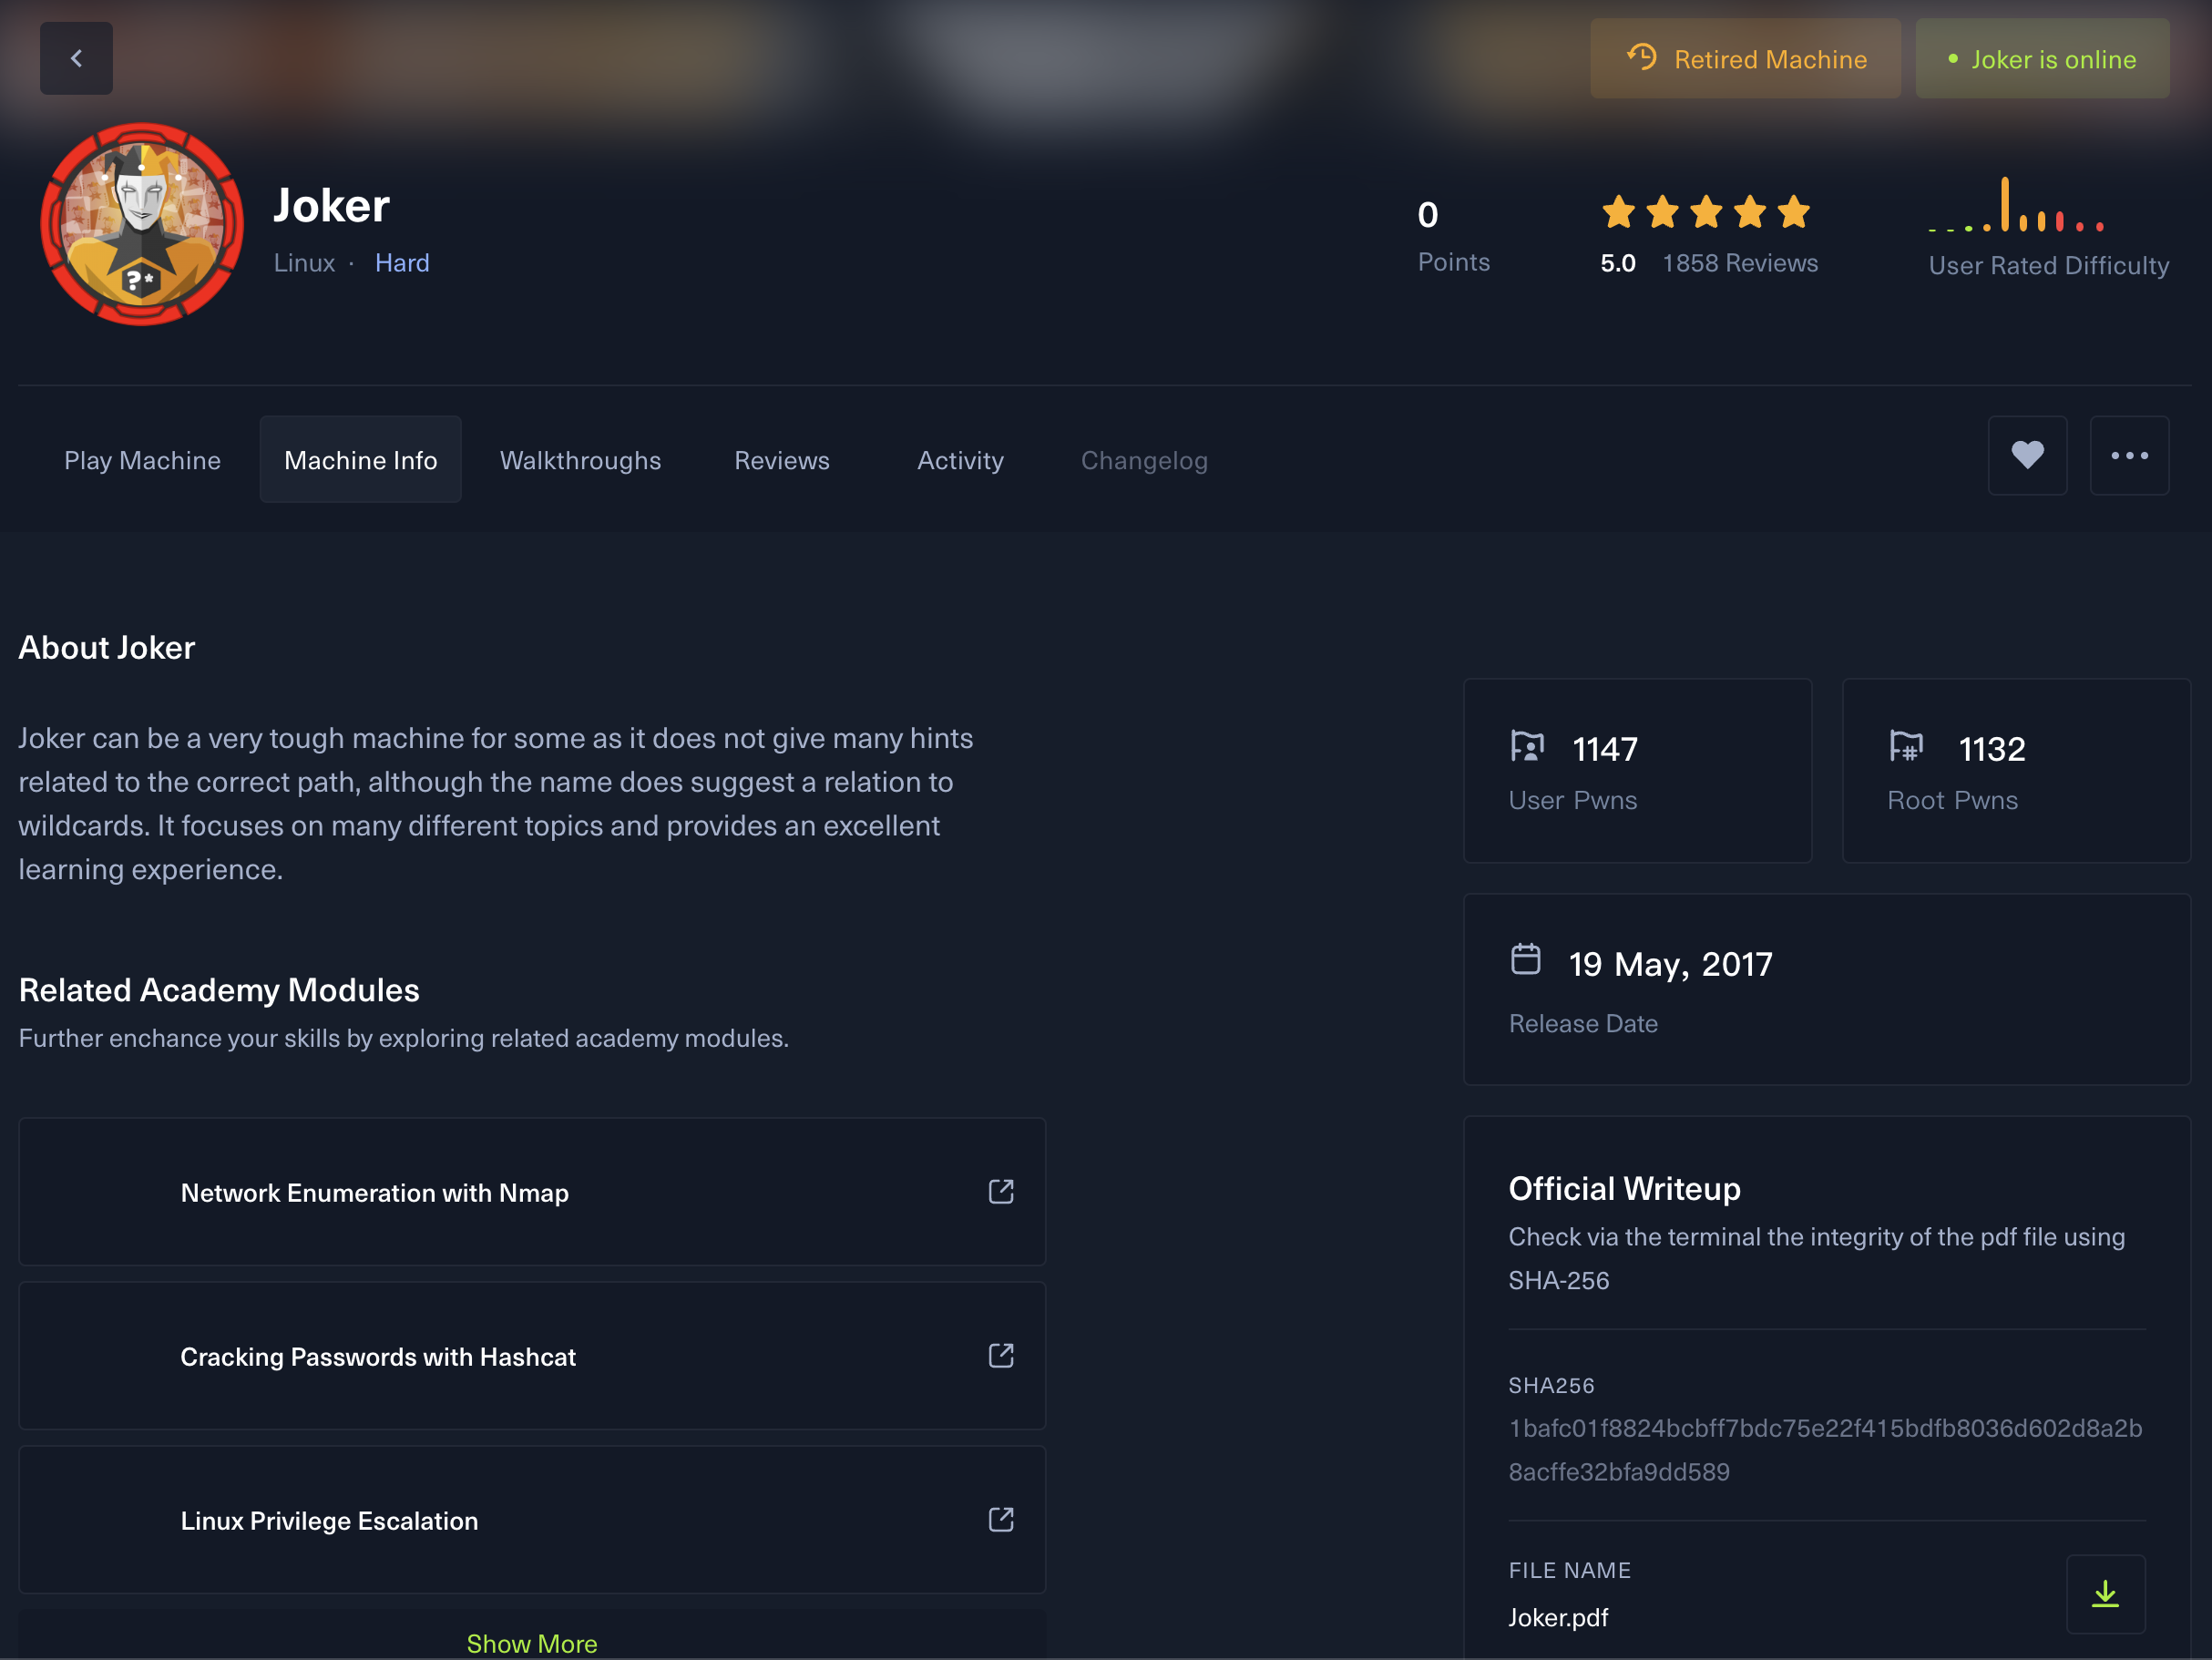 Retired Machine
• Joker is online
Joker
Linux · Hard
0
Points
5.0 1858 Reviews
User Rated Difficulty
?*
Play Machine
Machine Info
Walkthroughs
Reviews
Activity
Changelog
About Joker
Joker can be a very tough machine for some as it does not give many hints
related to the correct path, although the name does suggest a relation to
wildcards. It focuses on many different topics and provides an excellent
learning experience.
Related Academy Modules
Further enchance your skills by exploring related academy modules.
Network Enumeration with Nmap
Cracking Passwords with Hashcat
Linux Privilege Escalation
Show More
1147
User Pwns
1132
Root Pwns
19 May, 2017
Release Date
Official Writeup
Check via the terminal the integrity of the pdf file using
SHA-256
SHA256
1bafc01f8824bcbff7bdc75e22f415bdfb8036d602d8a2b
8acffe32bfa9dd589
FILE NAME
Joker.pdf